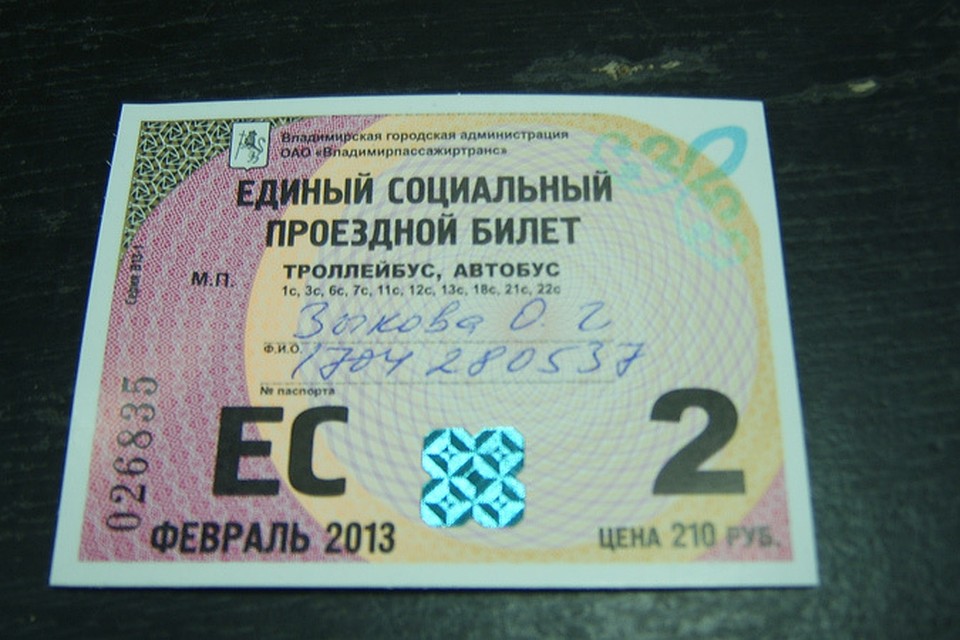 Владимирская городская администрация
ОАО «Владимирпассажиртранс»
ЕДИНЫЙ СОЦИАЛЬНЫЙ
ПРОЕЗДНОЙ БИЛЕТ
М.П.
ТРОЛЛЕЙБУС, АВТОБУС
1с, 3с, 6с, 7с, 11с, 12с, 13с, 18с, 21с, 22с
Зыкова О. Г
Ф.И.О.
1704 280537
№ паспорта
026835
ЕС 2
ФЕВРАЛЬ 2013
ЦЕНА 210 РУБ.